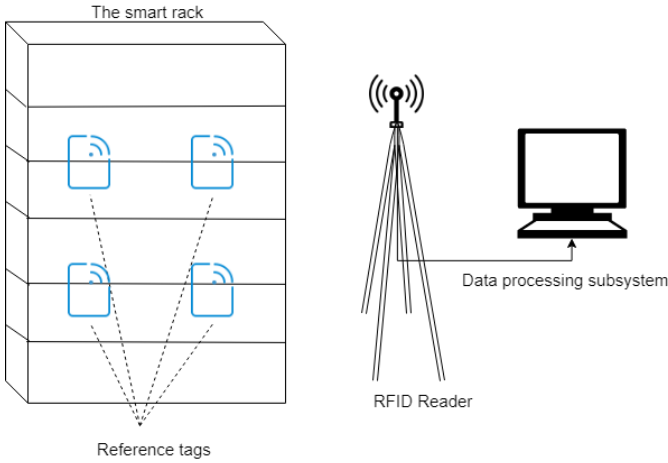 The smart rack
Data processing subsystem
RFID Reader
Reference tags